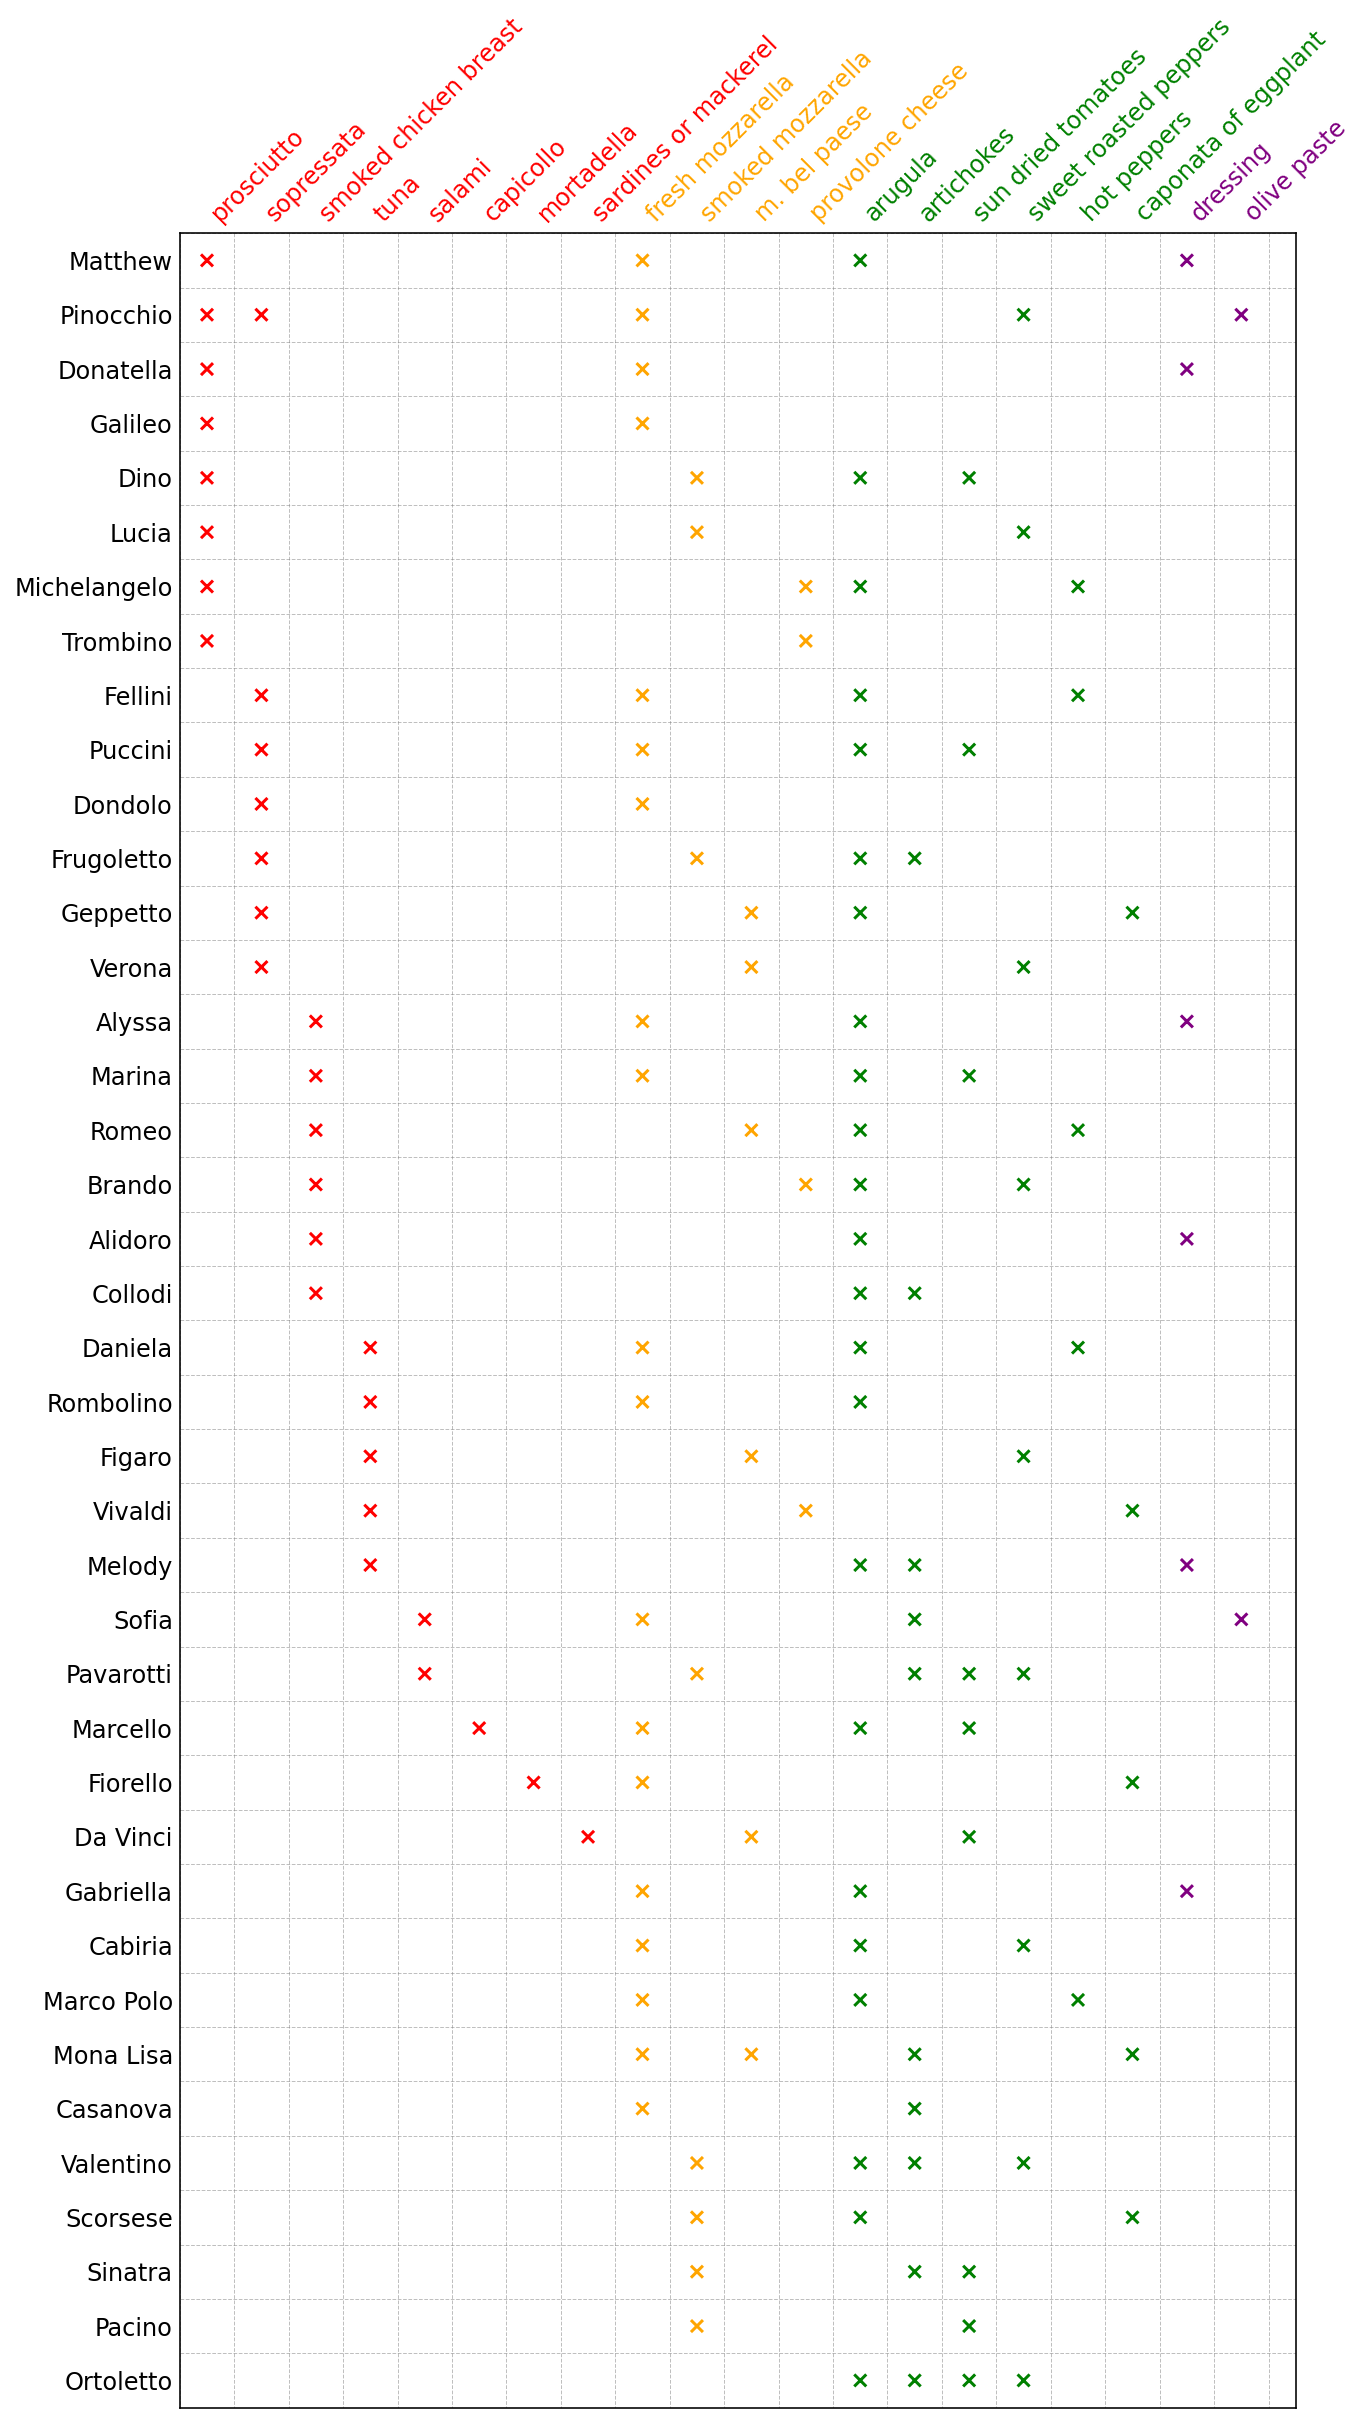 prosciutto
sopressata
smoked chicken breast
tuna
salami
capicollo
mortadella
sardines or mackerel
fresh mozzarella
smoked mozzarella
m. bel paese
provolone cheese
arugula
artichokes
sun dried tomatoes
sweet roasted peppers
hot peppers
caponata of eggplant
dressing
olive paste
Matthew
Pinocchio
Donatella
Galileo
Dino
Lucia
Michelangelo
Trombino
Fellini
Puccini
Dondolo
Frugoletto
Geppetto
Verona
Alyssa
Marina
Romeo
Brando
Alidoro
Collodi
Daniela
Rombolino
Figaro
Vivaldi
Melody
Sofia
Pavarotti
Marcello
Fiorello
Da Vinci
Gabriella
Cabiria
Marco Polo
Mona Lisa
Casanova
Valentino
Scorsese
Sinatra
Pacino
Ortoletto